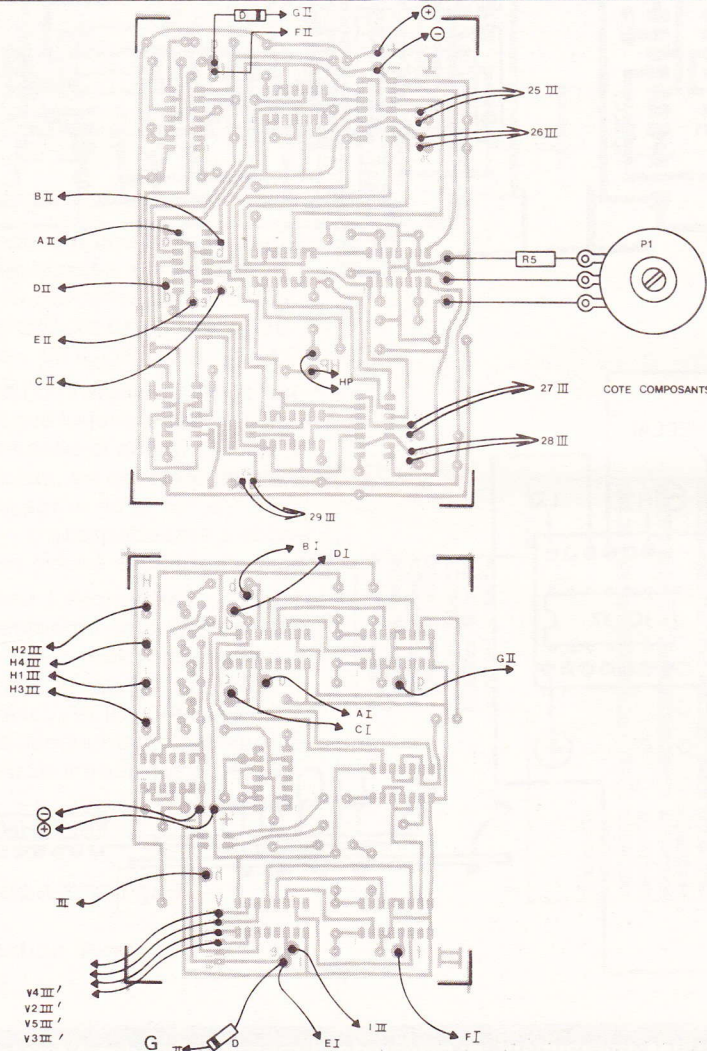 D
G II
F II
+
−
I
25 III
26 III
B II
A II
D II
E II
C II
R5
P1
HP
27 III
COTE COMPOSANTS
28 III
29 III
B I
D I
H
H2 III
H4 III
H1 III
H3 III
G II
A I
C I
−
+
III
V
II
V4 III '
V2 III '
V5 III '
V3 III '
G II
D
E I
I III
F I